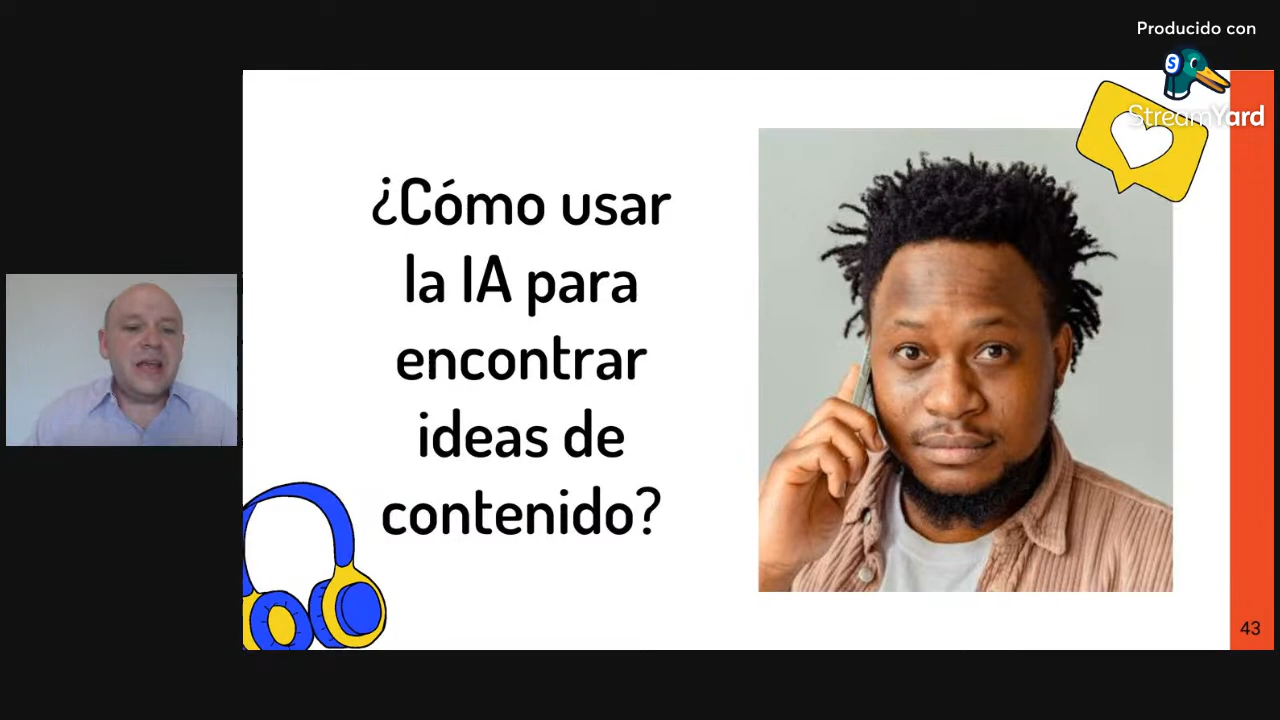 Producido con
S
StreamYard
¿Cómo usar
la IA para
encontrar
ideas de
contenido?
43